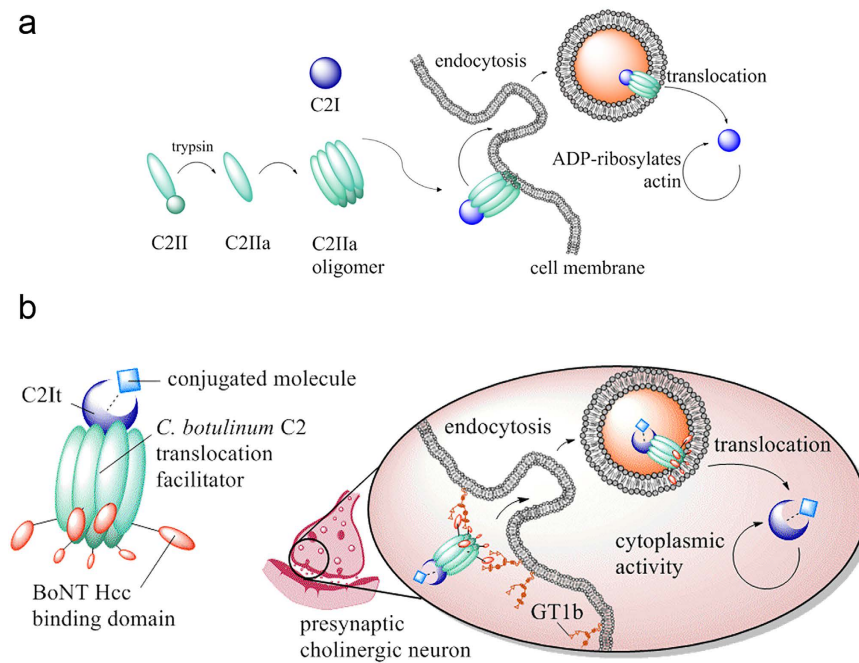 a
endocytosis
C2I
translocation
trypsin
ADP-ribosylates
actin
C2II
C2IIa
C2IIa
oligomer
cell membrane
b
C2It
conjugated molecule
C. botulinum C2
translocation
facilitator
BoNT Hcc
binding domain
presynaptic
cholinergic neuron
endocytosis
translocation
cytoplasmic
activity
GT1b